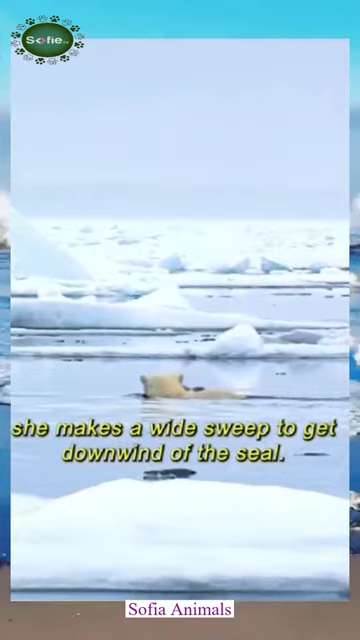 Sofie
she makes a wide sweep to get
downwind of the seal.
Sofia Animals